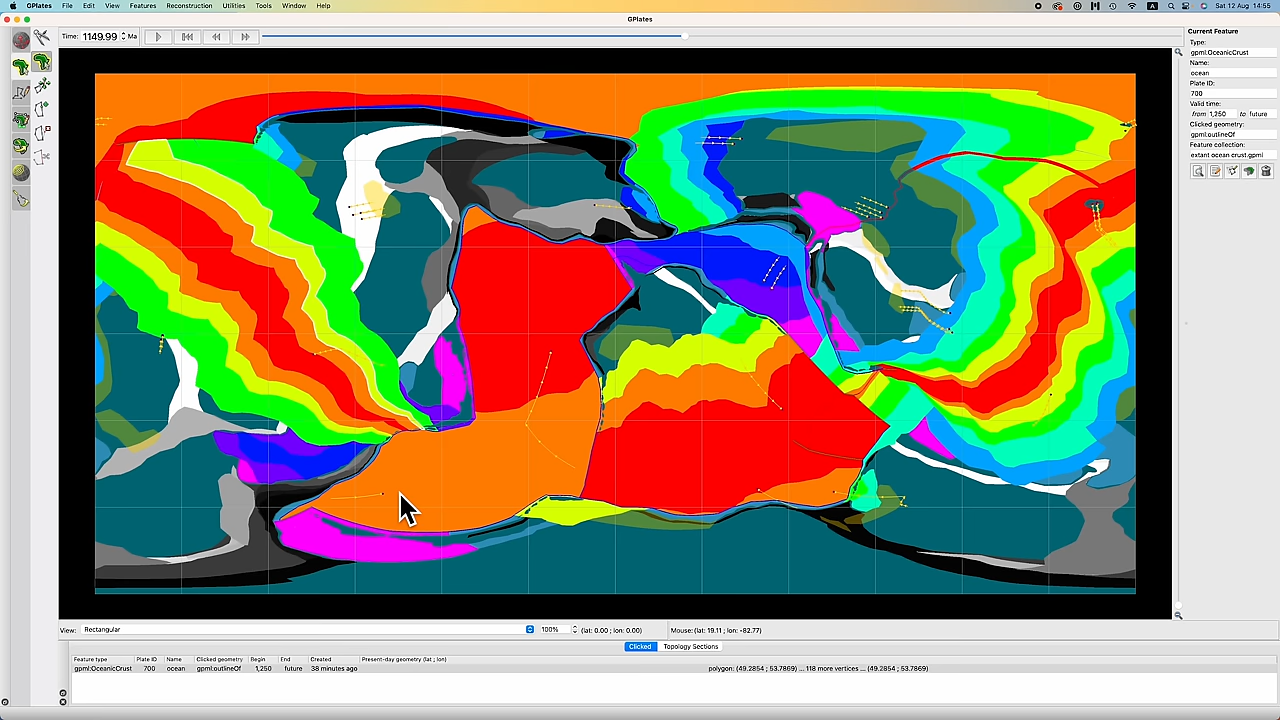 GPlates File Edit View Features Reconstruction Utilities Tools Window Help A Sat 12 Aug 14:55
GPlates
Time: 1149.99 Ma
Current Feature
Type:
gpml:OceanicCrust
Name:
ocean
Plate ID:
700
Valid time:
from 1,250 to future
Clicked geometry:
gpml:outlineOf
Feature collection:
extant ocean crust.gpml
View: Rectangular 100% (lat: 0.00 ; lon: 0.00) Mouse: (lat: 19.11 ; lon: -82.77)
Clicked Topology Sections
Feature type Plate ID Name Clicked geometry Begin End Created Present-day geometry (lat ; lon)
gpml:OceanicCrust 700 ocean gpml:outlineOf 1,250 future 38 minutes ago polygon: (49.2854 ; 53.7869) ... 118 more vertices ... (49.2854 ; 53.7869)